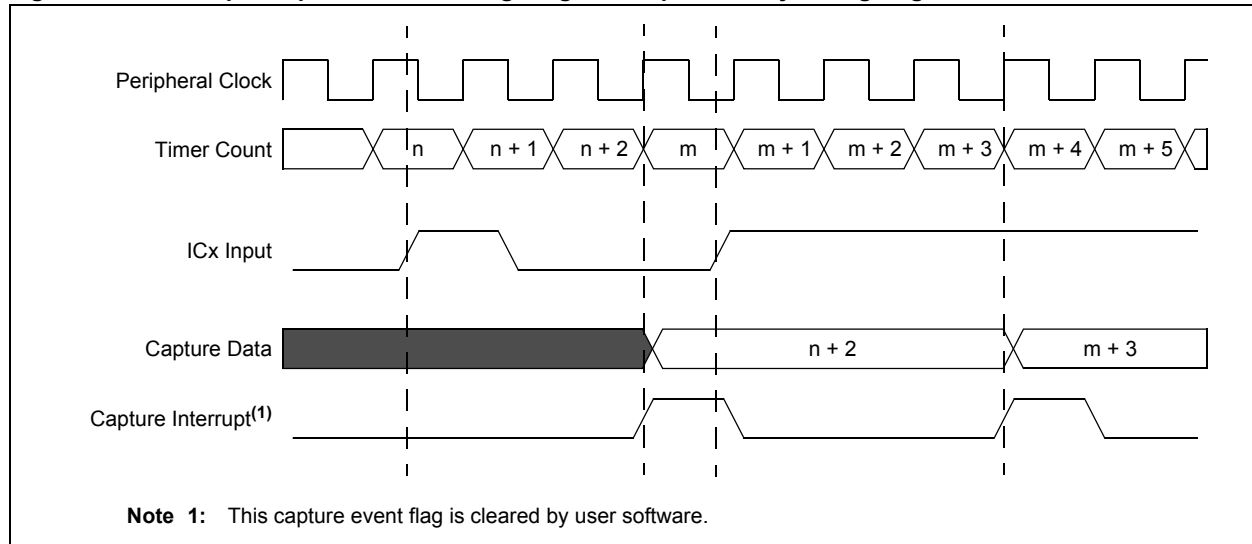 Peripheral Clock
Timer Count n n + 1 n + 2 m m + 1 m + 2 m + 3 m + 4 m + 5
ICx Input
Capture Data n + 2 m + 3
Capture Interrupt(1)
Note 1: This capture event flag is cleared by user software.